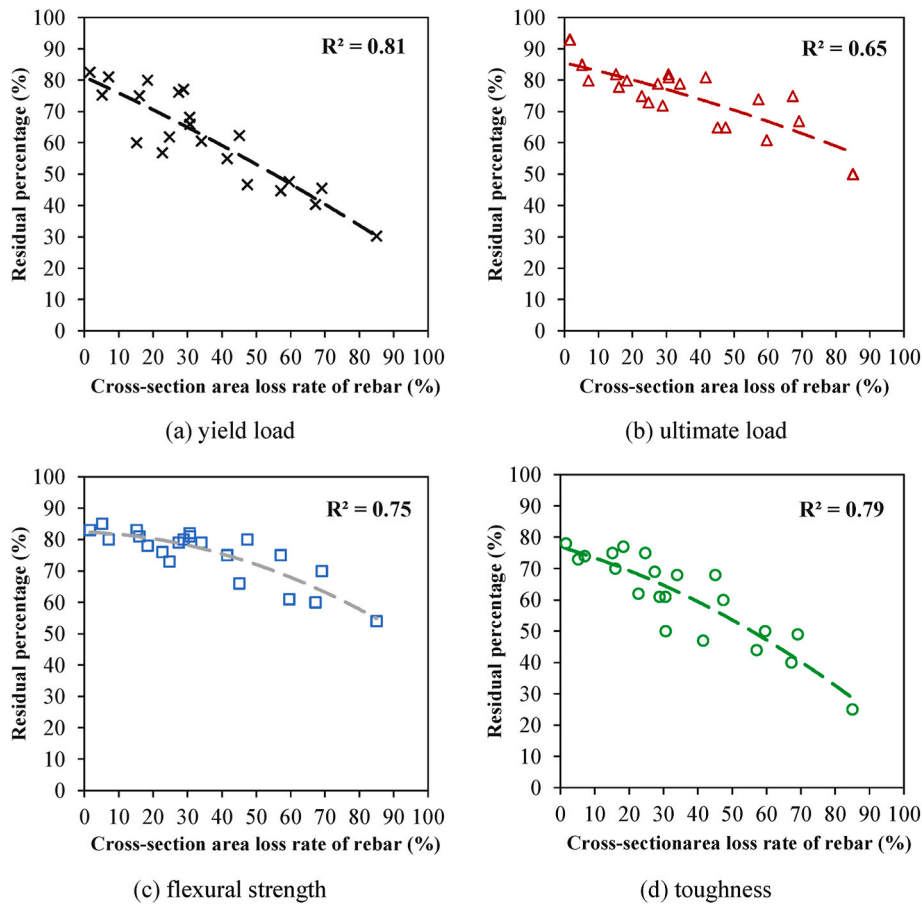 R² = 0.81
Residual percentage (%)
100
90
80
70
60
50
40
30
20
10
0
0 10 20 30 40 50 60 70 80 90 100
Cross-section area loss rate of rebar (%)
(a) yield load
R² = 0.65
Residual percentage (%)
100
90
80
70
60
50
40
30
20
10
0
0 10 20 30 40 50 60 70 80 90 100
Cross-section area loss of rebar (%)
(b) ultimate load
R² = 0.75
Residual percentage (%)
100
90
80
70
60
50
40
30
20
10
0
0 10 20 30 40 50 60 70 80 90 100
Cross-section area loss rate of rebar (%)
(c) flexural strength
R² = 0.79
Residual percentage (%)
100
90
80
70
60
50
40
30
20
10
0
0 10 20 30 40 50 60 70 80 90 100
Cross-sectionarea loss rate of rebar (%)
(d) toughness